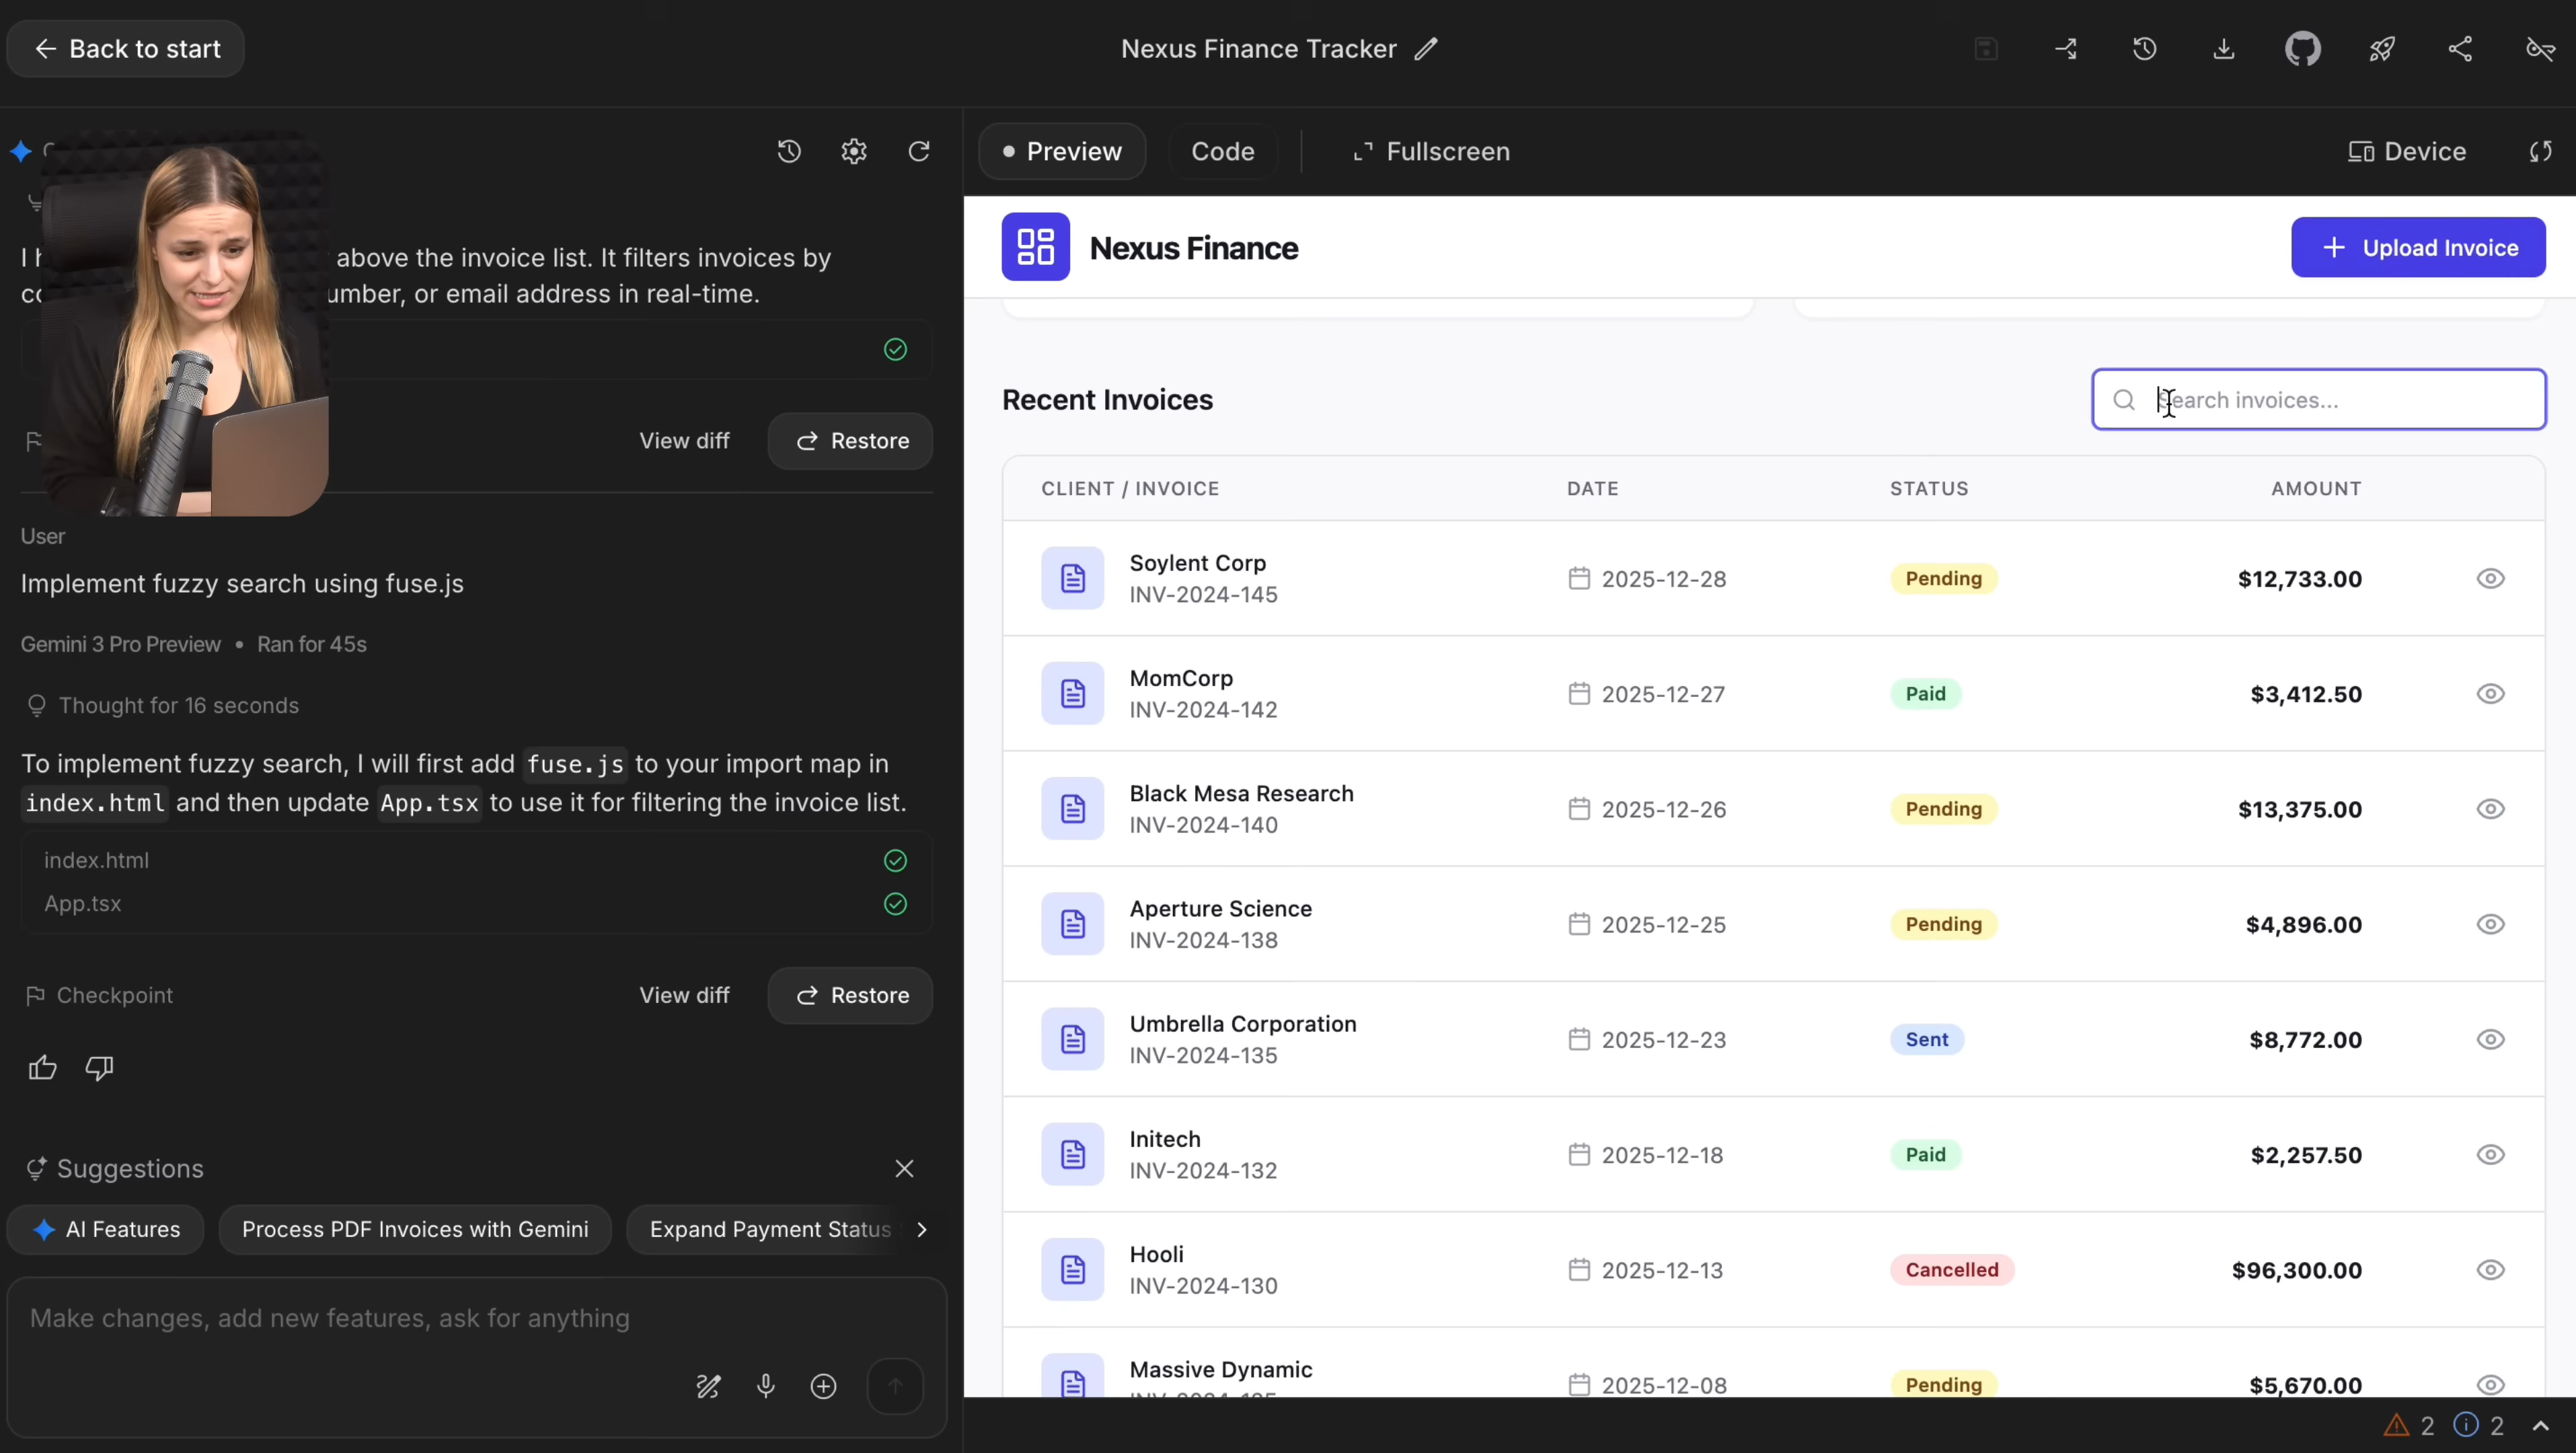 Back to start
Nexus Finance Tracker
Preview
Code
Fullscreen
Device
above the invoice list. It filters invoices by
or email address in real-time.
View diff
Restore
User
Implement fuzzy search using fuse.js
Gemini 3 Pro Preview • Ran for 45s
Thought for 16 seconds
To implement fuzzy search, I will first add fuse.js to your import map in
index.html and then update App.tsx to use it for filtering the invoice list.
index.html
App.tsx
Checkpoint
View diff
Restore
Suggestions
AI Features
Process PDF Invoices with Gemini
Expand Payment Status
Make changes, add new features, ask for anything
Nexus Finance
+ Upload Invoice
Recent Invoices
Search invoices...
CLIENT / INVOICE DATE STATUS AMOUNT
Soylent Corp
INV-2024-145
2025-12-28
Pending
$12,733.00
MomCorp
INV-2024-142
2025-12-27
Paid
$3,412.50
Black Mesa Research
INV-2024-140
2025-12-26
Pending
$13,375.00
Aperture Science
INV-2024-138
2025-12-25
Pending
$4,896.00
Umbrella Corporation
INV-2024-135
2025-12-23
Sent
$8,772.00
Initech
INV-2024-132
2025-12-18
Paid
$2,257.50
Hooli
INV-2024-130
2025-12-13
Cancelled
$96,300.00
Massive Dynamic
2025-12-08
Pending
$5,670.00
2
2